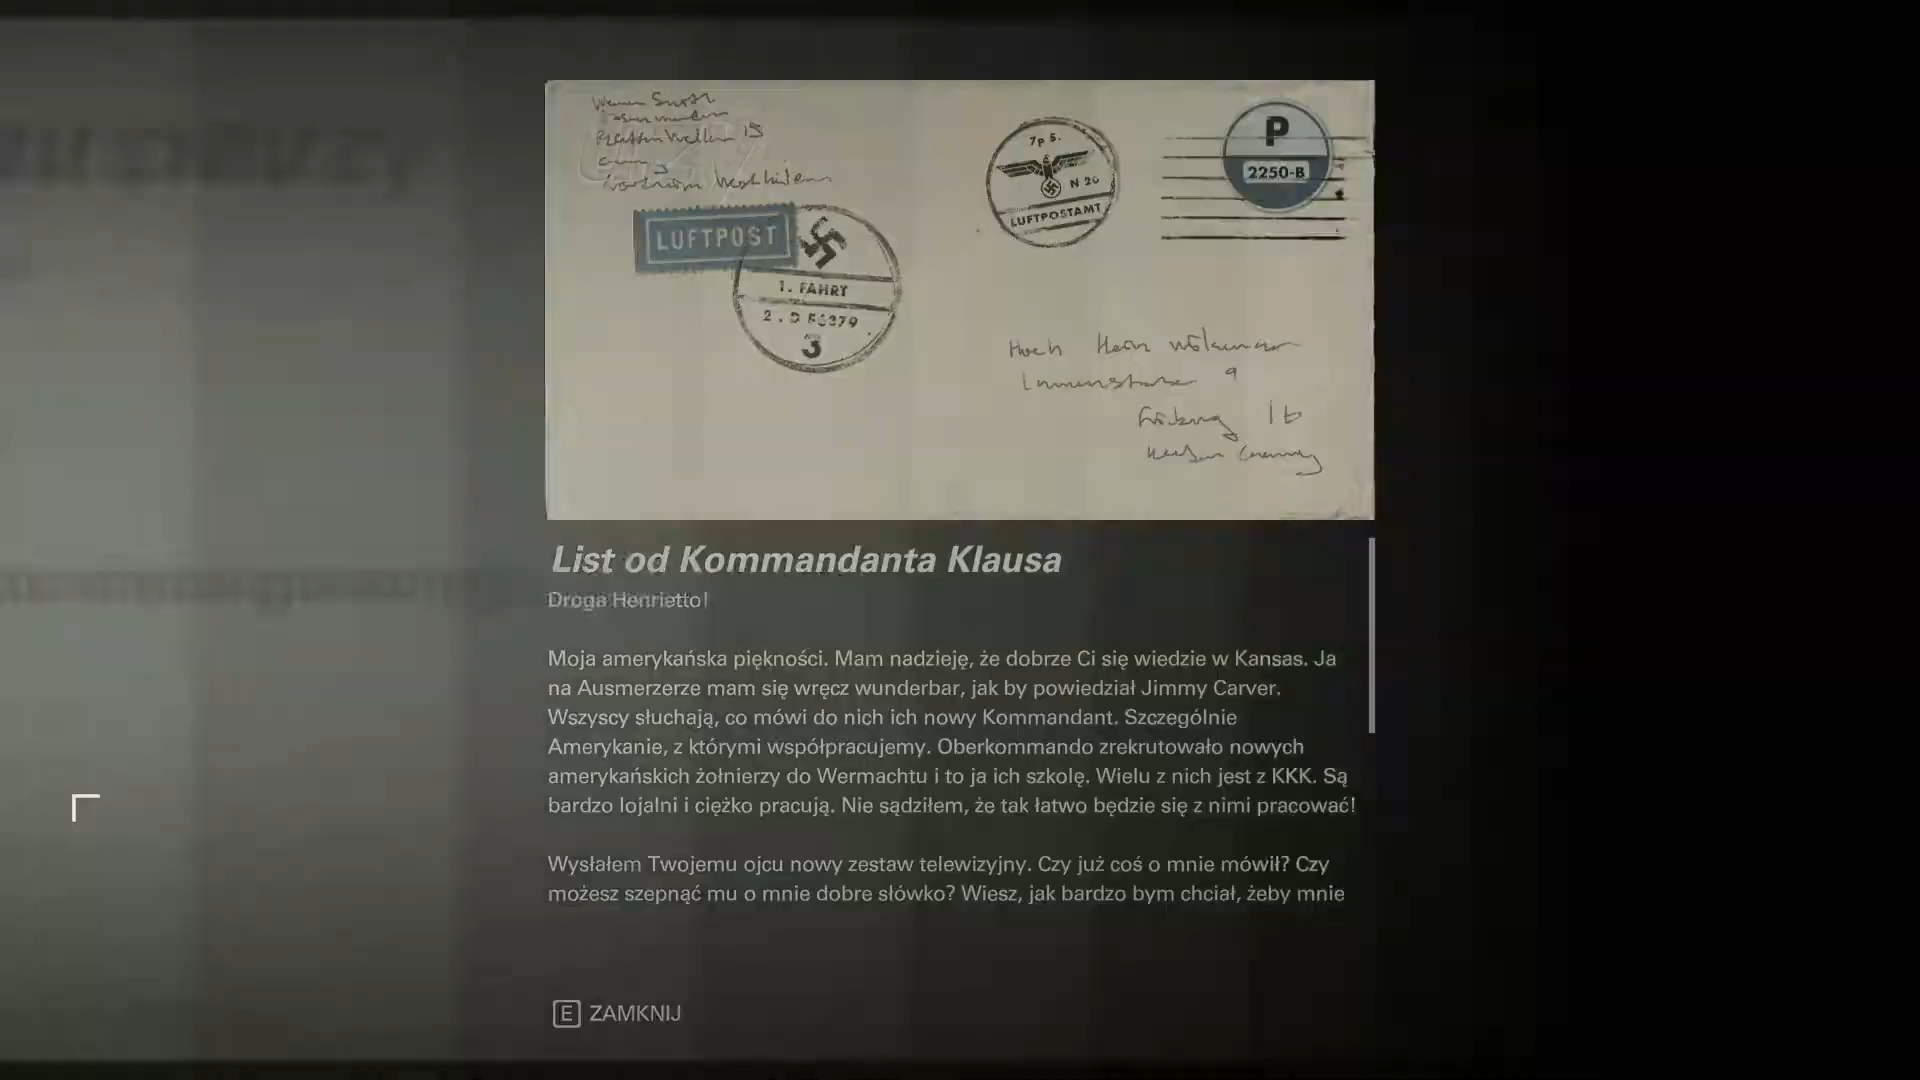 7p 5.
N 20
LUFTPOSTAMT
P
2250-B
LUFTPOST
1. FAHRT
3
List od Kommandanta Klausa
Droga Henrietto!
Moja amerykańska piękności. Mam nadzieję, że dobrze Ci się wiedzie w Kansas. Ja
na Ausmerzerze mam się wręcz wunderbar, jak by powiedział Jimmy Carver.
Wszyscy słuchają, co mówi do nich ich nowy Kommandant. Szczególnie
Amerykanie, z którymi współpracujemy. Oberkommando zrekrutowało nowych
amerykańskich żołnierzy do Wermachtu i to ja ich szkolę. Wielu z nich jest z KKK. Są
bardzo lojalni i ciężko pracują. Nie sądziłem, że tak łatwo będzie się z nimi pracować!
Wysłałem Twojemu ojcu nowy zestaw telewizyjny. Czy już coś o mnie mówił? Czy
możesz szepnąć mu o mnie dobre słówko? Wiesz, jak bardzo bym chciał, żeby mnie
E ZAMKNIJ